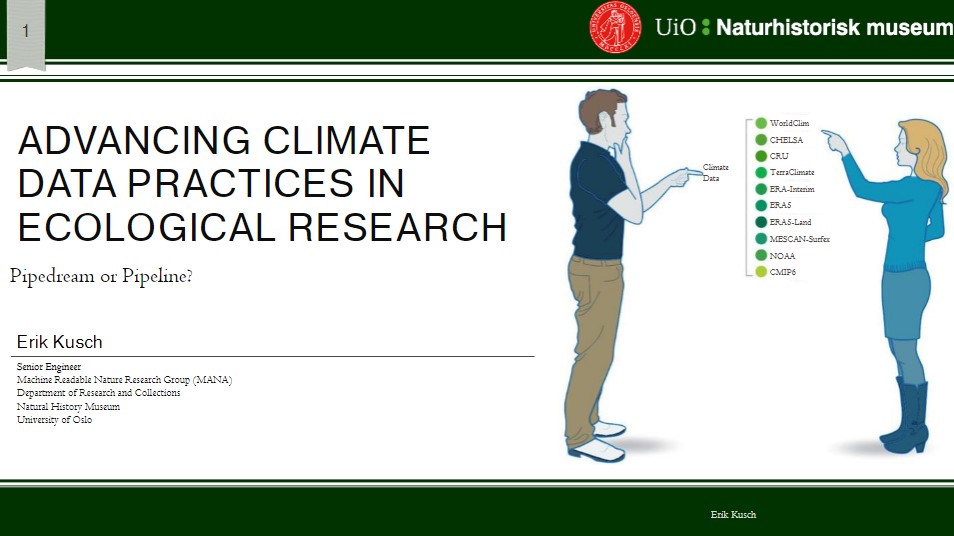 1
UiO : Naturhistorisk museum
ADVANCING CLIMATE
DATA PRACTICES IN
ECOLOGICAL RESEARCH
Pipedream or Pipeline?
Erik Kusch
Senior Engineer
Machine Readable Nature Research Group (MANA)
Department of Research and Collections
Natural History Museum
University of Oslo
Climate
Data
WorldClim
CHELSA
CRU
TerraClimate
ERA-Interim
ERA5
ERA5-Land
MESCAN-Surfex
NOAA
CMIP6
Erik Kusch